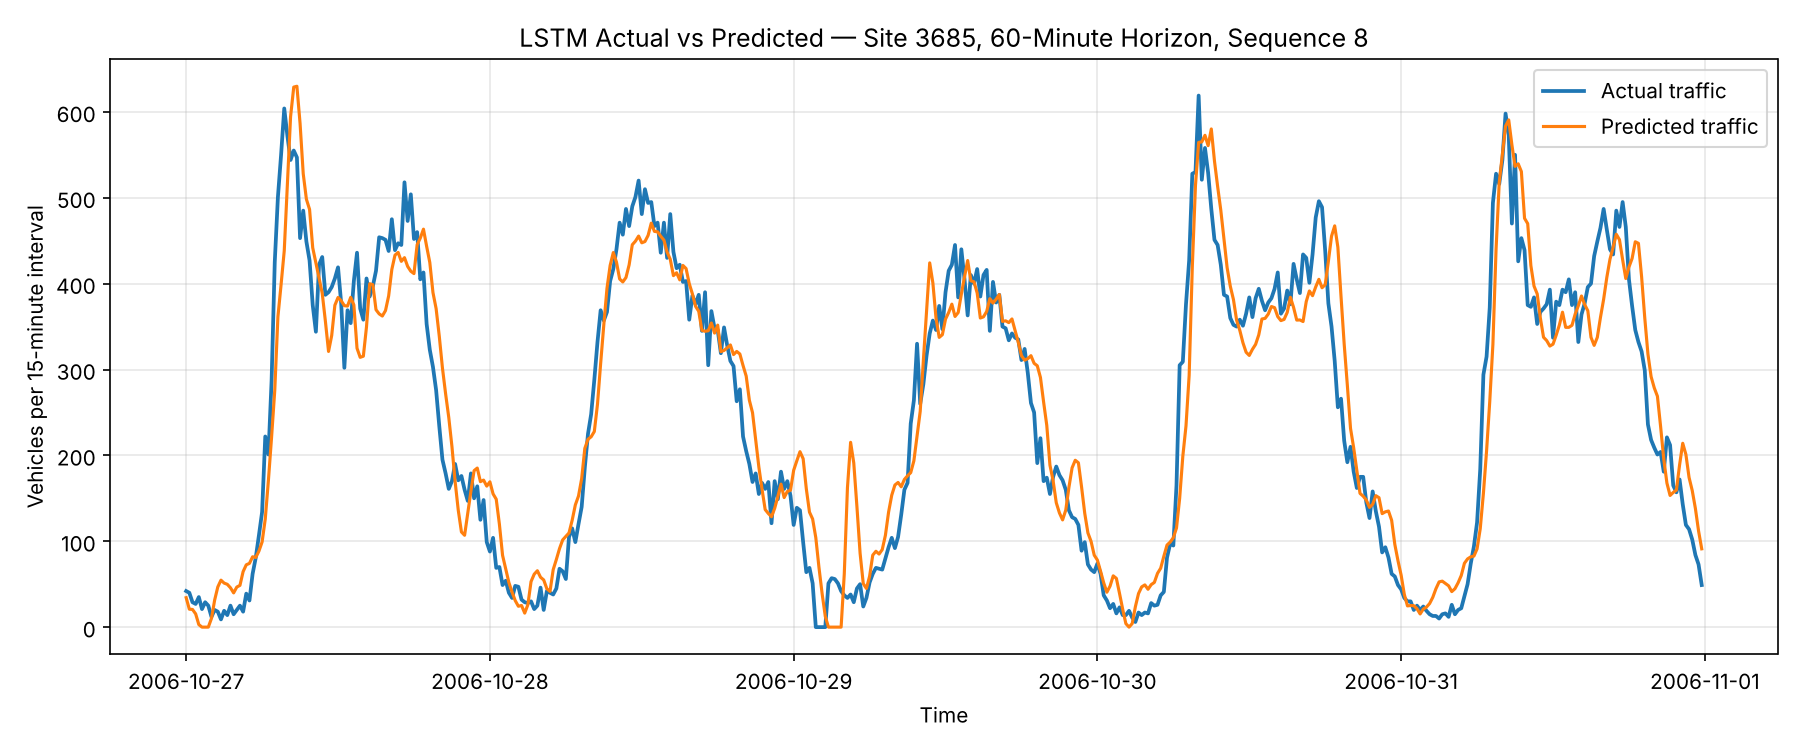 LSTM Actual vs Predicted — Site 3685, 60-Minute Horizon, Sequence 8
Actual traffic
Predicted traffic
Vehicles per 15-minute interval
600
500
400
300
200
100
0
2006-10-27 2006-10-28 2006-10-29 2006-10-30 2006-10-31 2006-11-01
Time